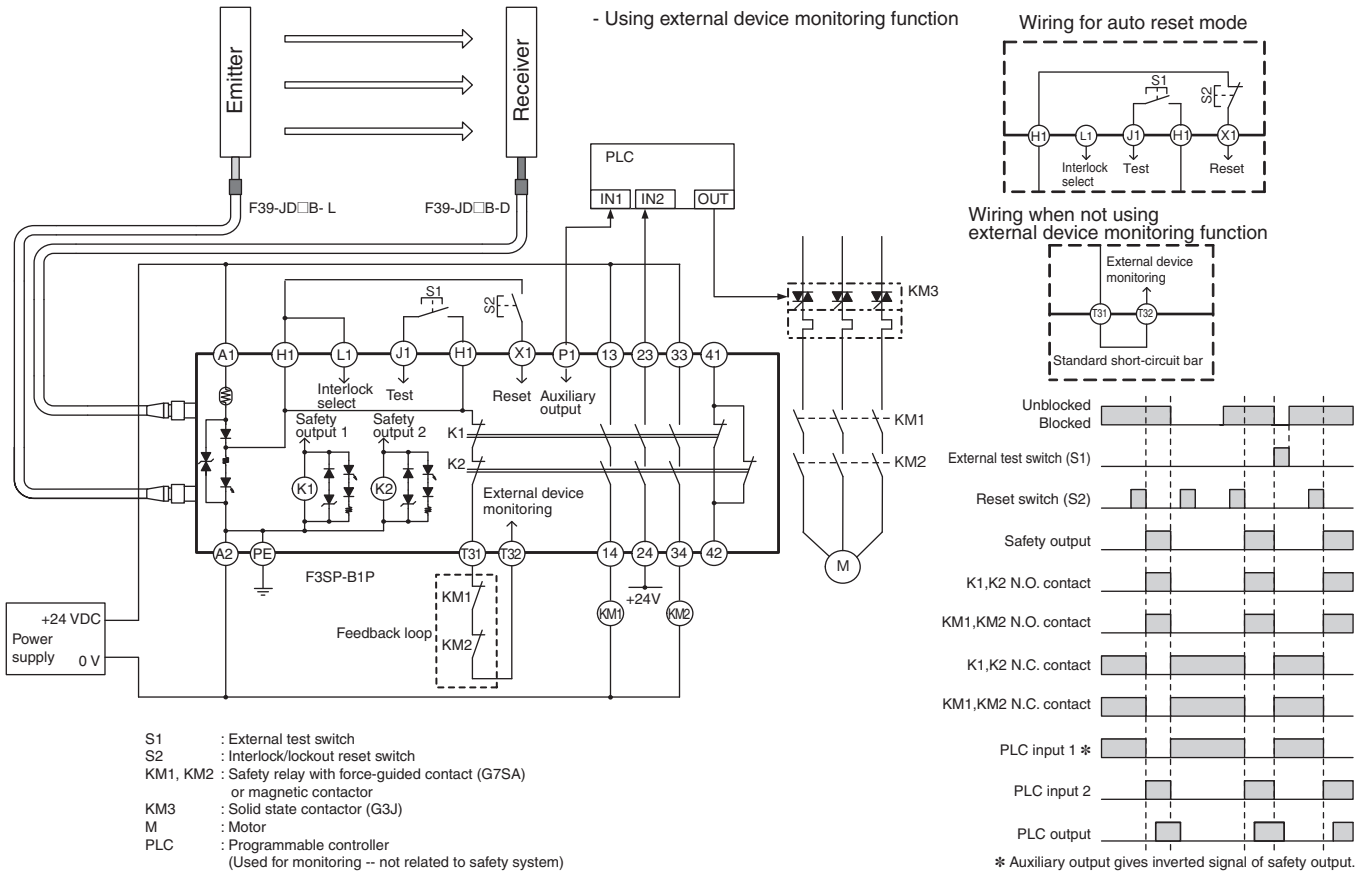 - Using external device monitoring function
Emitter
Receiver
F39-JD□B- L
F39-JD□B-D
PLC
IN1 IN2 OUT
KM3
S1
S2
A1 H1 L1 J1 H1 X1 P1 13 23 33 41
Interlock
select
Test
Reset
Auxiliary
output
Safety
output 1
Safety
output 2
K1
K2
K1
K2
External device
monitoring
KM1
KM2
A2 PE T31 T32 14 24 34 42
F3SP-B1P
M
+24V
KM1
KM2
Feedback loop
KM1
KM2
+24 VDC
Power
supply
0 V
S1 : External test switch
S2 : Interlock/lockout reset switch
KM1, KM2 : Safety relay with force-guided contact (G7SA)
or magnetic contactor
KM3 : Solid state contactor (G3J)
M : Motor
PLC : Programmable controller
(Used for monitoring -- not related to safety system)
Wiring for auto reset mode
S1
S2
H1 L1 J1 H1 X1
Interlock
select
Test
Reset
Wiring when not using
external device monitoring function
External device
monitoring
T31 T32
Standard short-circuit bar
Unblocked
Blocked
External test switch (S1)
Reset switch (S2)
Safety output
K1,K2 N.O. contact
KM1,KM2 N.O. contact
K1,K2 N.C. contact
KM1,KM2 N.C. contact
PLC input 1 ✻
PLC input 2
PLC output
✻ Auxiliary output gives inverted signal of safety output.